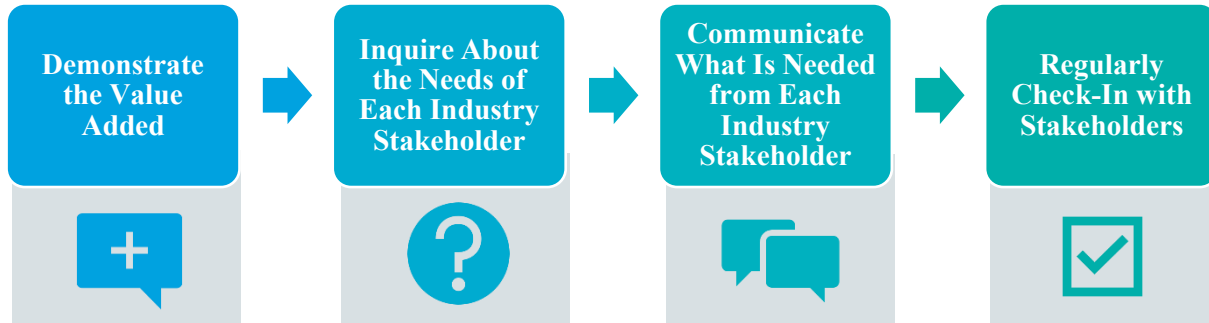 Demonstrate
the Value
Added
Inquire About
the Needs of
Each Industry
Stakeholder
Communicate
What Is Needed
from Each
Industry
Stakeholder
Regularly
Check-In with
Stakeholders